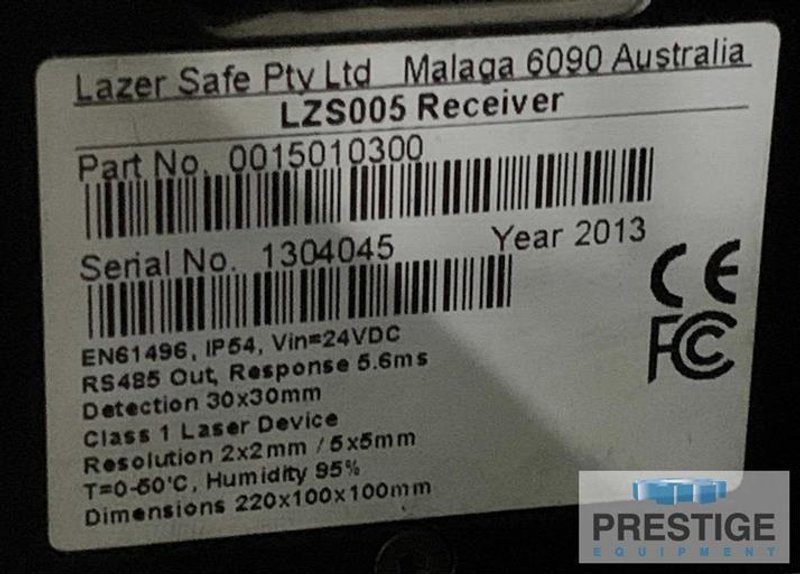 Lazer Safe Pty Ltd Malaga 6090 Australia
LZS005 Receiver
Part No. 0015010300
Serial No. 1304045 Year 2013
CE
FC
EN61496, IP54, Vin=24VDC
RS485 Out, Response 5.6ms
Detection 30x30mm
Class 1 Laser Device
Resolution 2x2mm / 5x5mm
T=0-50'C, Humidity 95%
Dimensions 220x100x100mm
PRESTIGE
EQUIPMENT